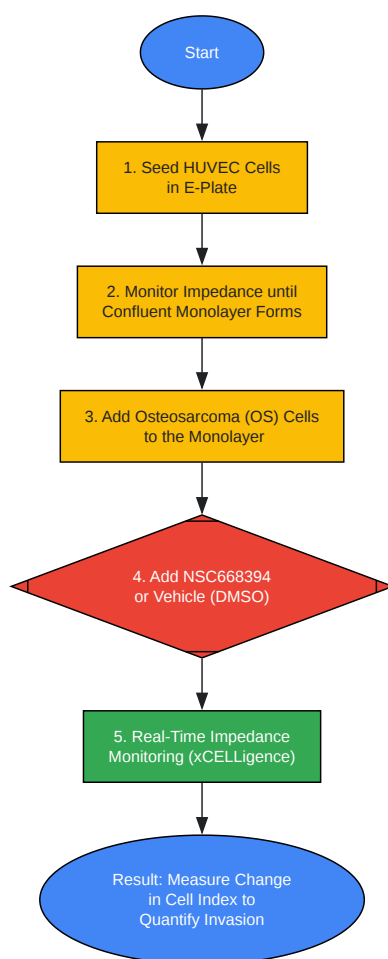 Start
1. Seed HUVEC Cells
in E-Plate
2. Monitor Impedance until
Confluent Monolayer Forms
3. Add Osteosarcoma (OS) Cells
to the Monolayer
4. Add NSC668394
or Vehicle (DMSO)
5. Real-Time Impedance
Monitoring (xCELLigence)
Result: Measure Change
in Cell Index to
Quantify Invasion